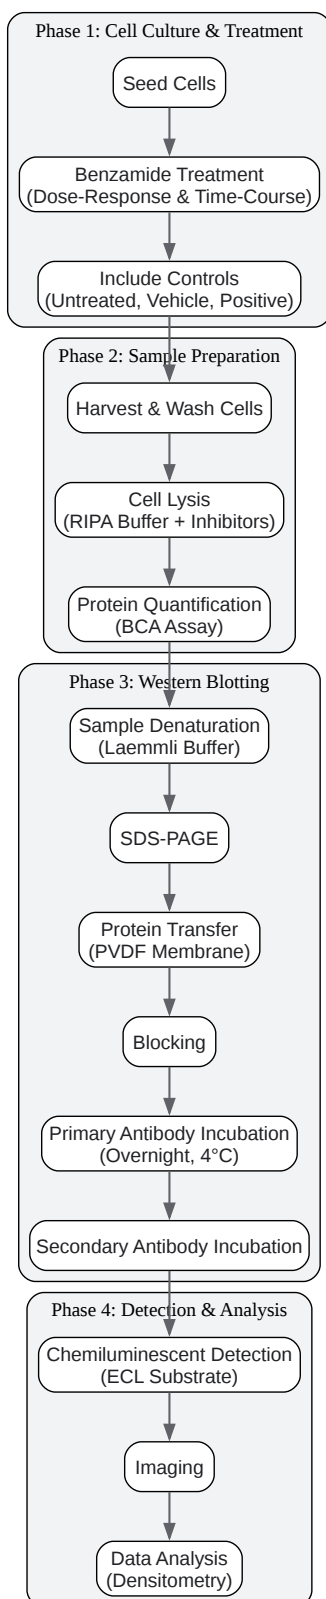 Phase 1: Cell Culture & Treatment
Seed Cells
Benzamide Treatment
(Dose-Response & Time-Course)
Include Controls
(Untreated, Vehicle, Positive)
Phase 2: Sample Preparation
Harvest & Wash Cells
Cell Lysis
(RIPA Buffer + Inhibitors)
Protein Quantification
(BCA Assay)
Phase 3: Western Blotting
Sample Denaturation
(Laemmli Buffer)
SDS-PAGE
Protein Transfer
(PVDF Membrane)
Blocking
Primary Antibody Incubation
(Overnight, 4°C)
Secondary Antibody Incubation
Phase 4: Detection & Analysis
Chemiluminescent Detection
(ECL Substrate)
Imaging
Data Analysis
(Densitometry)